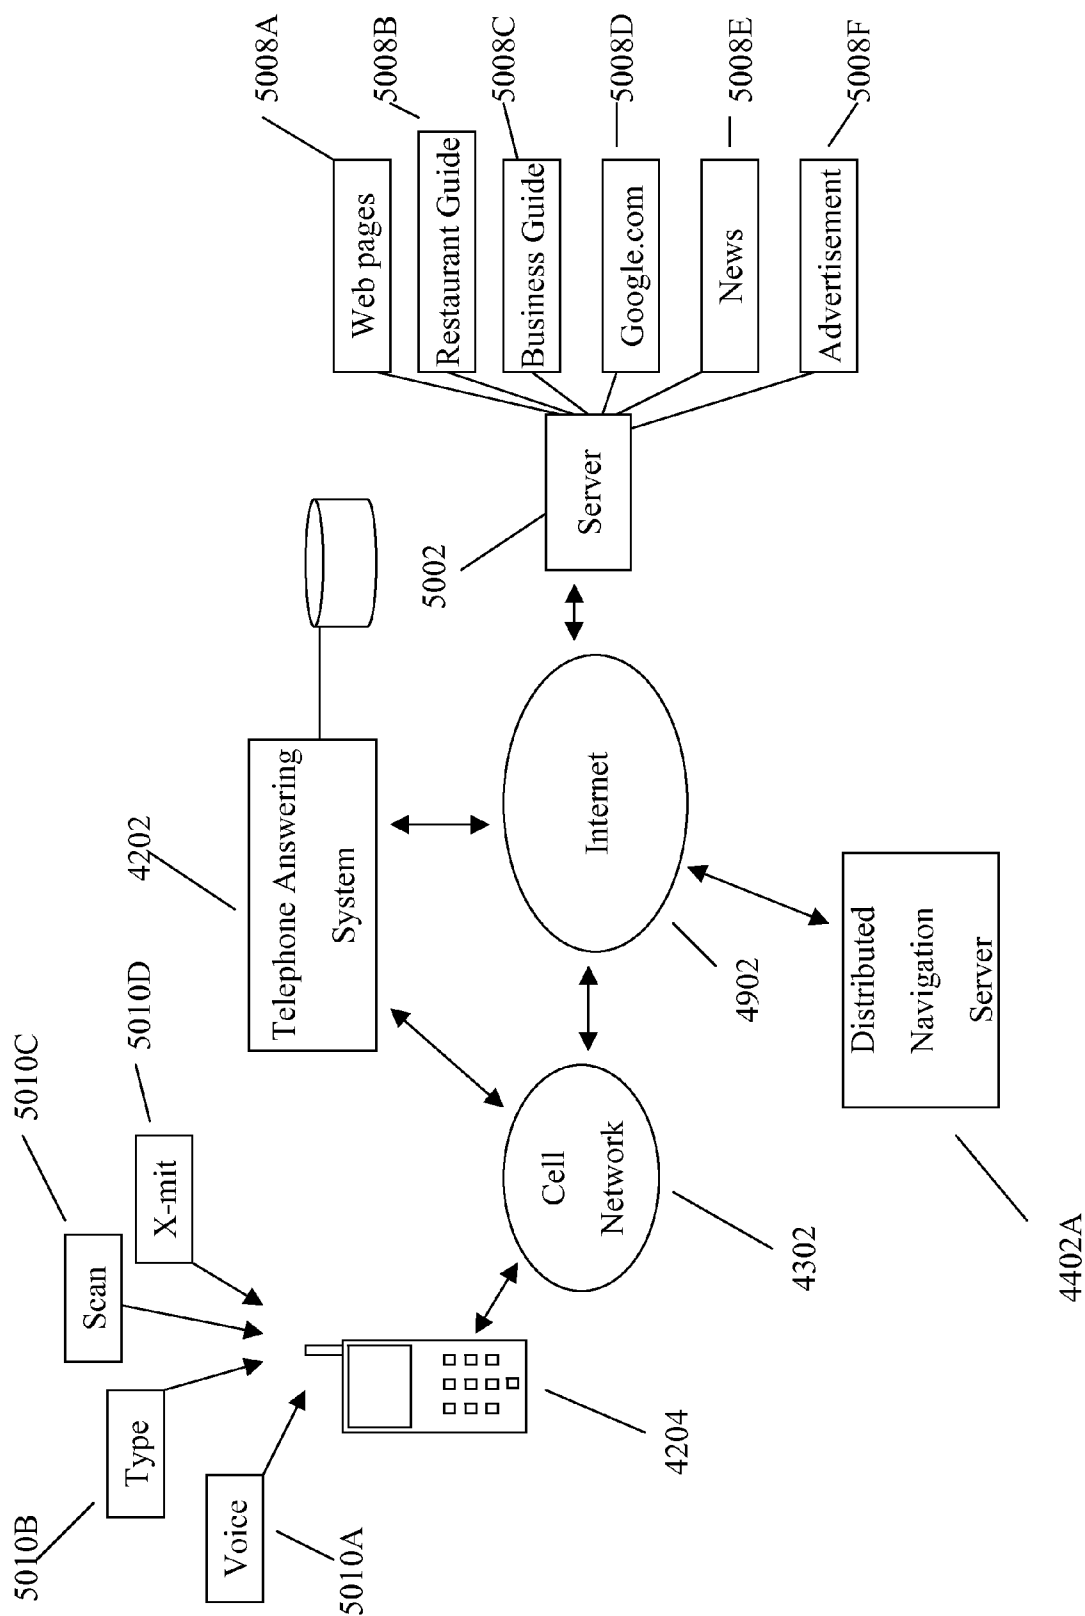 5010B
5010C
5010D
Type
Scan
X-mit
Voice
5010A
4204
4202
Telephone Answering
System
Cell
Network
4302
Internet
4902
Distributed
Navigation
Server
4402A
5002
Server
Web pages
5008A
Restaurant Guide
5008B
Business Guide
5008C
Google.com
5008D
News
5008E
Advertisement
5008F